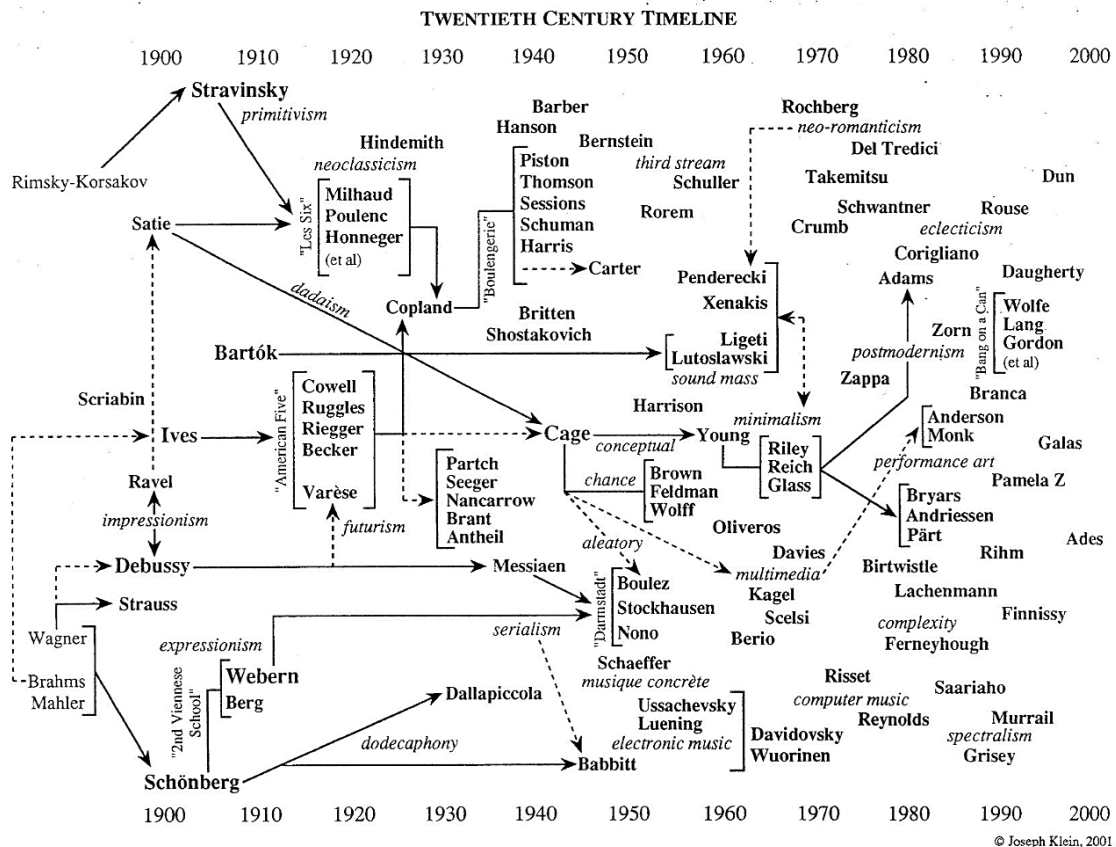 TWENTIETH CENTURY TIMELINE
1900 1910 1920 1930 1940 1950 1960 1970 1980 1990 2000
Stravinsky
primitivism
Rimsky-Korsakov
Satie
Hindemith
neoclassicism
"Les Six"
Milhaud
Poulenc
Honneger
(et al)
dadaism
Copland
Barber
Hanson
Bernstein
"Boulengeric"
Piston
Thomson
Sessions
Schuman
Harris
Carter
third stream
Schuller
Rorem
Britten
Shostakovich
Rochberg
neo-romanticism
Del Tredici
Takemitsu
Schwantner
Crumb
Dun
Rouse
eclecticism
Corigliano
Adams
Daugherty
Penderecki
Xenakis
Ligeti
Lutoslawski
sound mass
Bartók
Zorn
postmodernism
Zappa
"Bang on a Can"
Wolfe
Lang
Gordon
(et al)
Branca
Scriabin
Ives
"American Five"
Cowell
Ruggles
Riegger
Becker
Varèse
futurism
Partch
Seeger
Nancarrow
Brant
Antheil
Cage
Harrison
conceptual
Young
minimalism
Riley
Reich
Glass
chance
Brown
Feldman
Wolff
Oliveros
aleatory
Anderson
Monk
performance art
Galas
Pamela Z
Bryars
Andriessen
Pärt
Ades
Ravel
impressionism
Debussy
Strauss
Wagner
Brahms
Mahler
Messiaen
"Darmstadt"
Boulez
Stockhausen
Nono
serialism
Davies
multimedia
Kagel
Scelsi
Berio
Birtwistle
Rihm
Lachenmann
Finnissy
complexity
Ferneyhough
expressionism
"2nd Viennese
School"
Webern
Berg
Schönberg
Dallapiccola
dodecaphony
Babbitt
Schaeffer
musique concrète
Ussachevsky
Luening
electronic music
Davidovsky
Wuorinen
Risset
computer music
Reynolds
Saariaho
Murrail
spectralism
Grisey
1900 1910 1920 1930 1940 1950 1960 1970 1980 1990 2000
© Joseph Klein, 2001